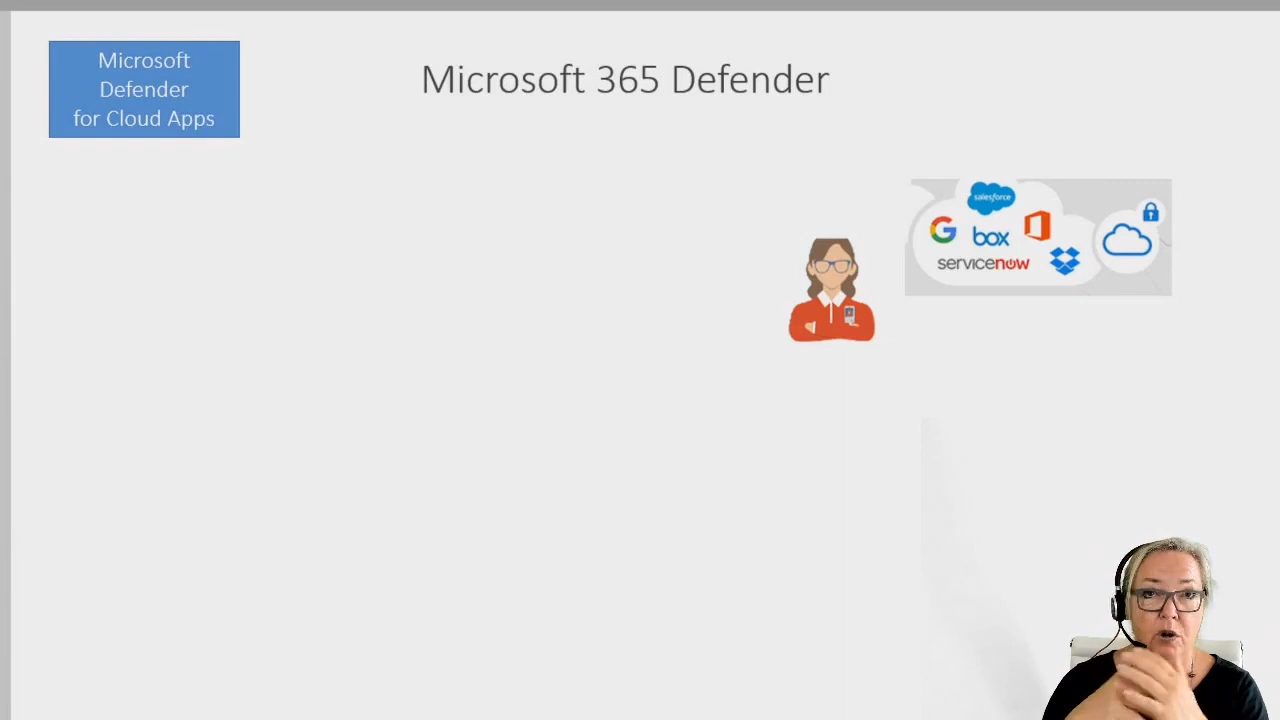 Microsoft
Defender
for Cloud Apps
Microsoft 365 Defender
salesforce
box
servicenow